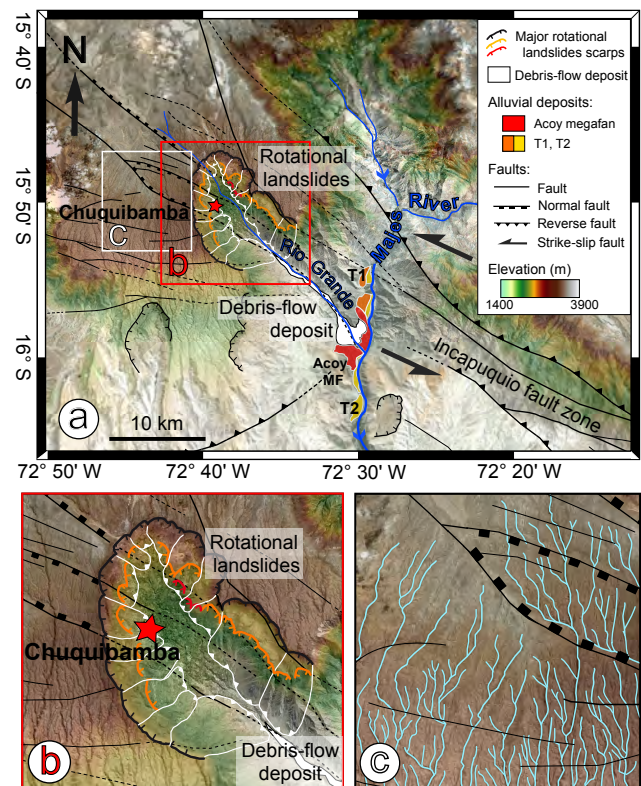 15° 40' S
15° 50' S
16° S
N
Rotational
landslides
Chuquibamba
c
b
Rio Grande
Majes
River
T1
Debris-flow
deposit
Acoy
MF
T2
Incapuquio fault zone
a
10 km
72° 50' W
72° 40' W
72° 30' W
72° 20' W
Major rotational
landslides scarps
Debris-flow deposit
Alluvial deposits:
Acoy megafan
T1, T2
Faults:
Fault
Normal fault
Reverse fault
Strike-slip fault
Elevation (m)
1400
3900
Rotational
landslides
Chuquibamba
Debris-flow
deposit
b
c